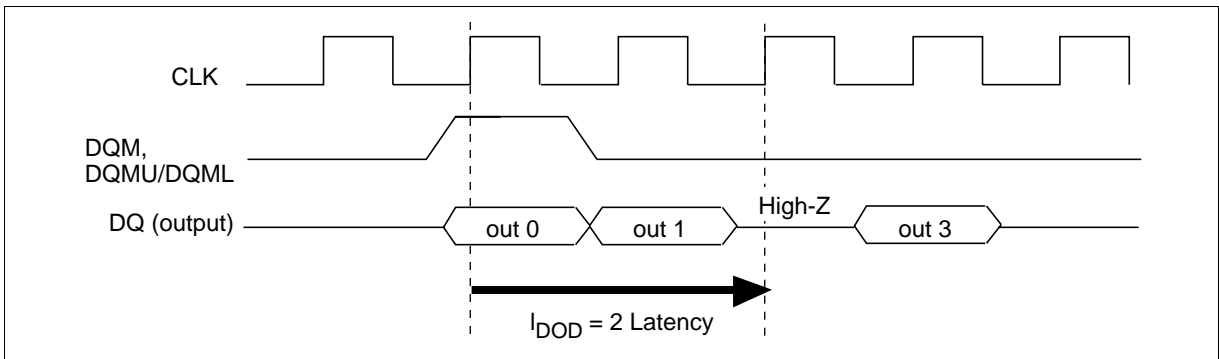 CLK
DQM,
DQMU/DQML
DQ (output)
out 0
out 1
High-Z
out 3
lDOD = 2 Latency